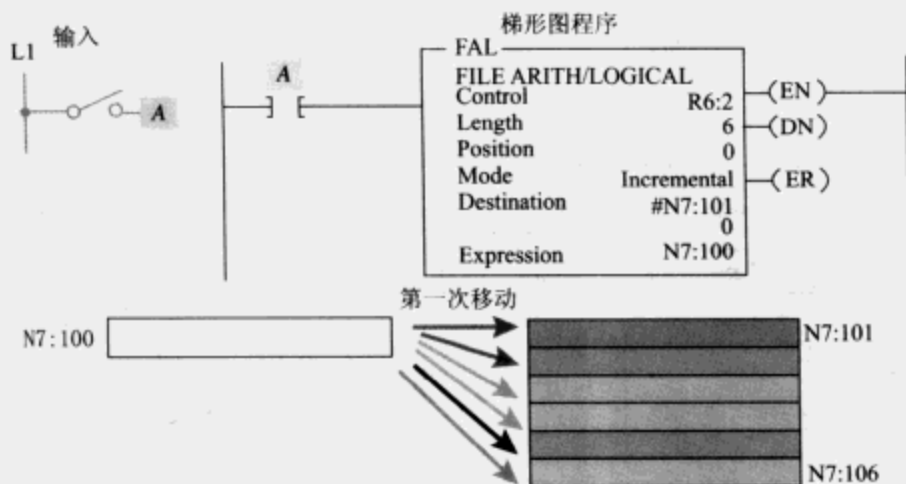 梯形图程序
L1 输入
A
A
FAL
FILE ARITH/LOGICAL
Control R6:2
Length 6
Position 0
Mode Incremental
Destination #N7:101
0
Expression N7:100
(EN)
(DN)
(ER)
第一次移动
N7:100
N7:101
N7:106